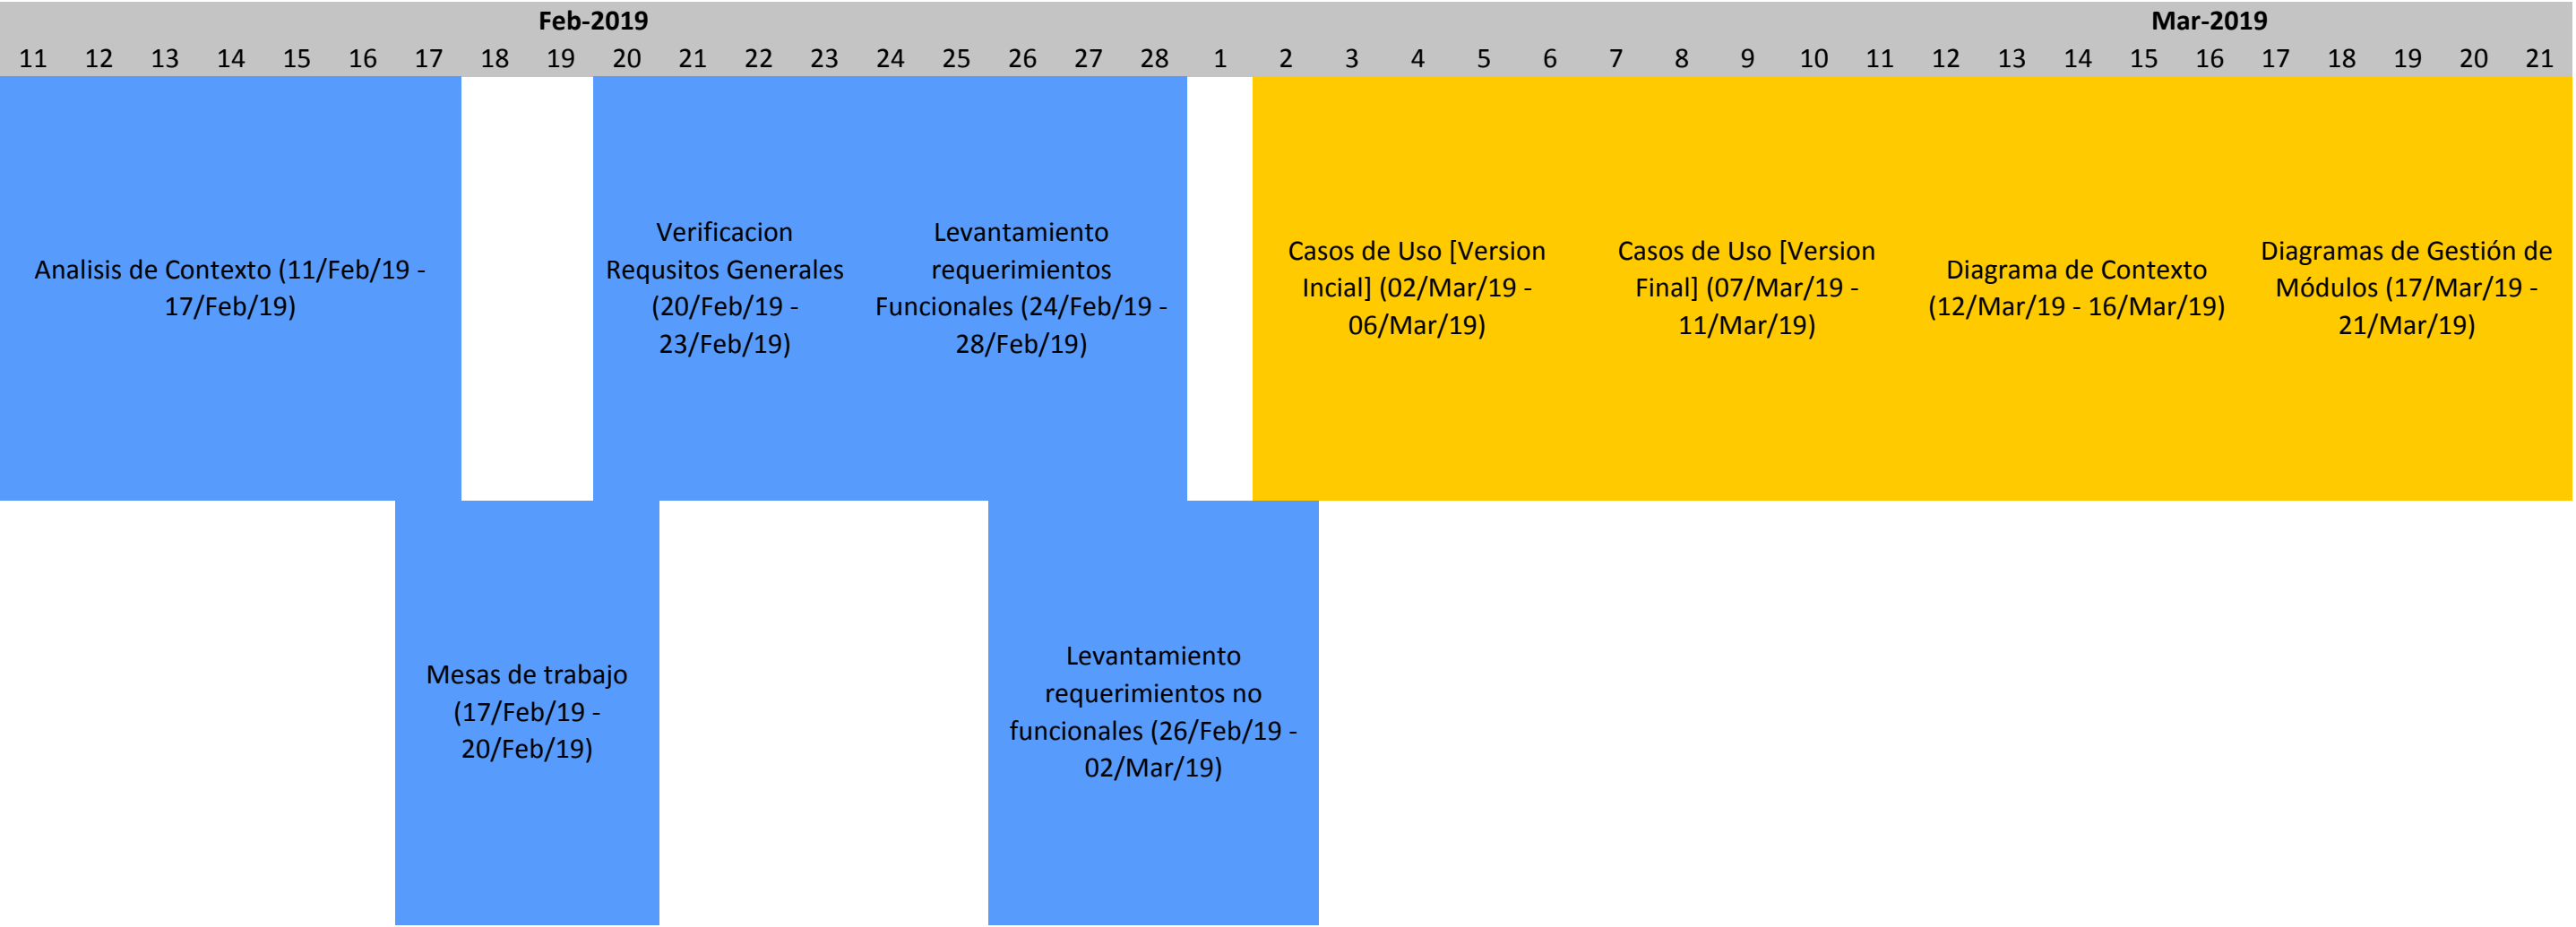 Feb-2019
Mar-2019
11 12 13 14 15 16 17 18 19 20 21 22 23 24 25 26 27 28 1 2 3 4 5 6 7 8 9 10 11 12 13 14 15 16 17 18 19 20 21
Analisis de Contexto (11/Feb/19 -
17/Feb/19)
Verificacion
Requsitos Generales
(20/Feb/19 -
23/Feb/19)
Levantamiento
requerimientos
Funcionales (24/Feb/19 -
28/Feb/19)
Casos de Uso [Version
Incial] (02/Mar/19 -
06/Mar/19)
Casos de Uso [Version
Final] (07/Mar/19 -
11/Mar/19)
Diagrama de Contexto
(12/Mar/19 - 16/Mar/19)
Diagramas de Gestión de
Módulos (17/Mar/19 -
21/Mar/19)
Mesas de trabajo
(17/Feb/19 -
20/Feb/19)
Levantamiento
requerimientos no
funcionales (26/Feb/19 -
02/Mar/19)